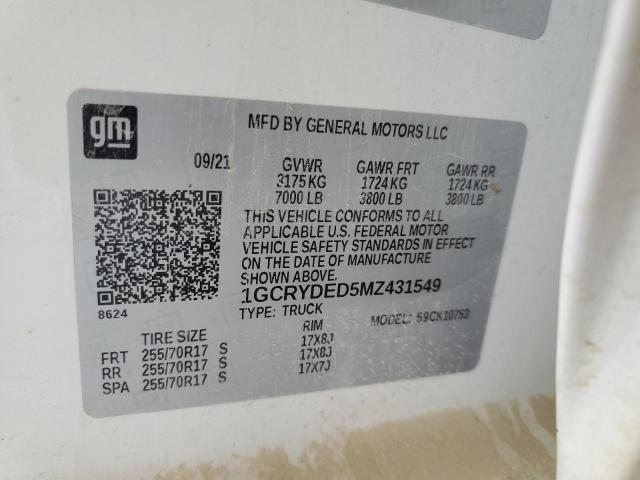 gm
MFD BY GENERAL MOTORS LLC
09/21 GVWR GAWR FRT GAWR RR
3175 KG 1724 KG 1724 KG
7000 LB 3800 LB 3800 LB
THIS VEHICLE CONFORMS TO ALL
APPLICABLE U.S. FEDERAL MOTOR
VEHICLE SAFETY STANDARDS IN EFFECT
ON THE DATE OF MANUFACTURE
SHOWN ABOVE.
1GCRYDED5MZ431549
8624
TYPE: TRUCK MODEL: 59CK10753
TIRE SIZE RIM
FRT 255/70R17 S 17X8J
RR 255/70R17 S 17X8J
SPA 255/70R17 S 17X7J